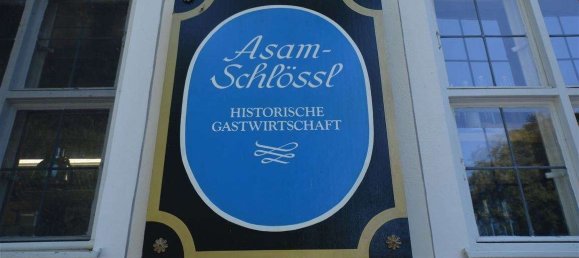 Asam-
Schlössl
HISTORISCHE
GASTWIRTSCHAFT